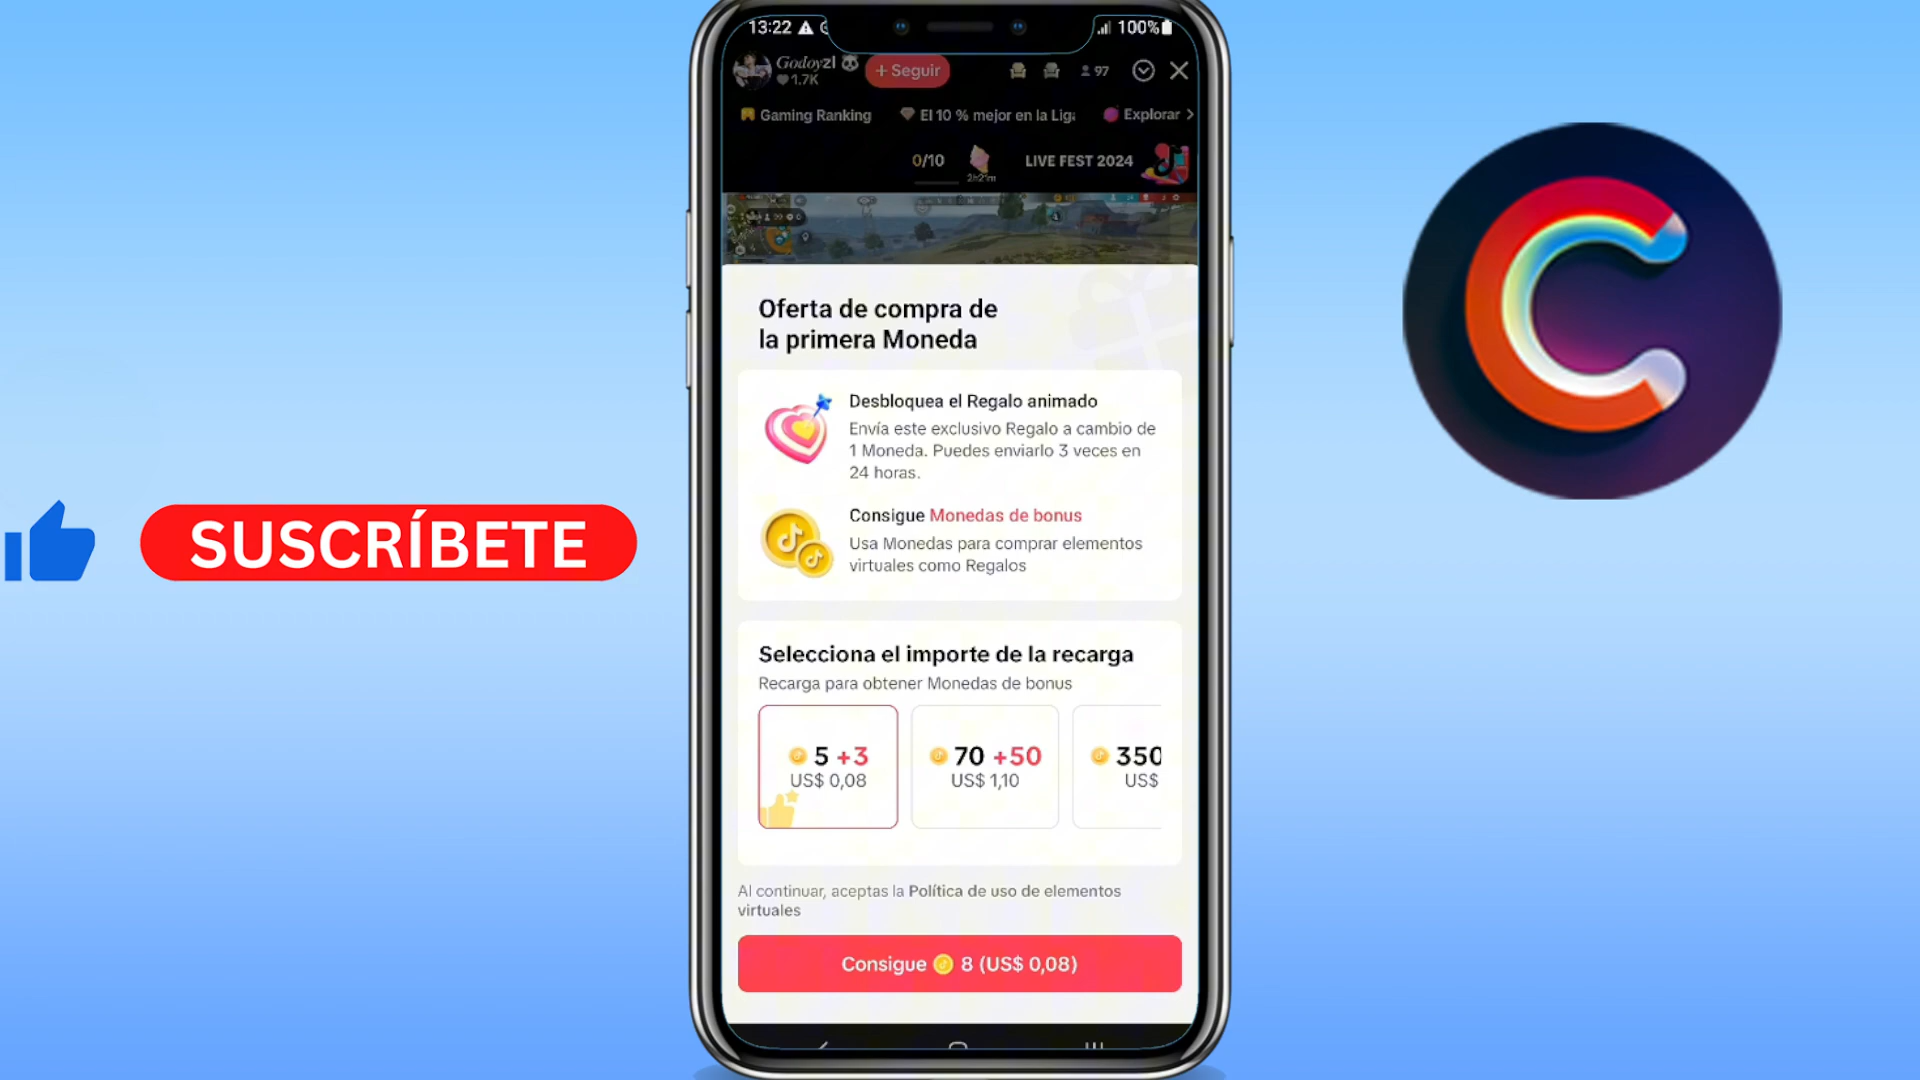 13:22
100%
Godoyzl
1.7K
+ Seguir
97
Gaming Ranking
El 10 % mejor en la Liga
Explorar >
0/10
2h21m
LIVE FEST 2024
Oferta de compra de
la primera Moneda
Desbloquea el Regalo animado
Envía este exclusivo Regalo a cambio de
1 Moneda. Puedes enviarlo 3 veces en
24 horas.
Consigue Monedas de bonus
Usa Monedas para comprar elementos
virtuales como Regalos
SUSCRÍBETE
Selecciona el importe de la recarga
Recarga para obtener Monedas de bonus
5 +3
US$ 0,08
70 +50
US$ 1,10
350
US$
Al continuar, aceptas la Política de uso de elementos
virtuales
Consigue 8 (US$ 0,08)